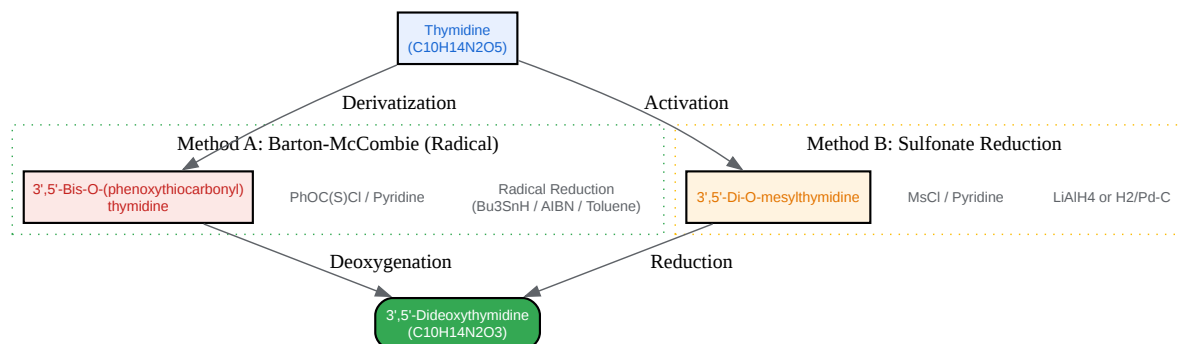 Thymidine
(C10H14N2O5)
Derivatization
Activation
Method A: Barton-McCombie (Radical)
Method B: Sulfonate Reduction
3',5'-Bis-O-(phenoxythiocarbonyl)
thymidine
PhOC(S)Cl / Pyridine
Radical Reduction
(Bu3SnH / AIBN / Toluene)
3',5'-Di-O-mesylthymidine
MsCl / Pyridine
LiAlH4 or H2/Pd-C
Deoxygenation
Reduction
3',5'-Dideoxythymidine
(C10H14N2O3)